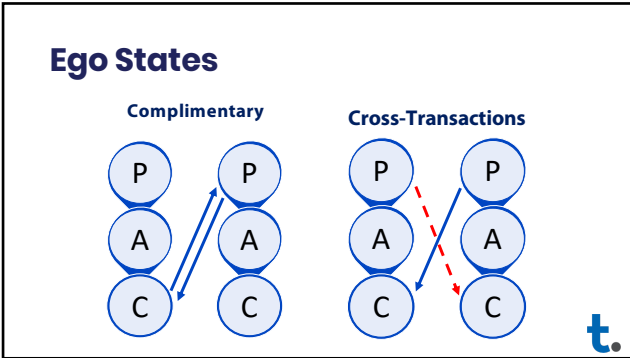 Ego States
Complimentary
Cross-Transactions
P P
A A
C C
P P
A A
C C
t.